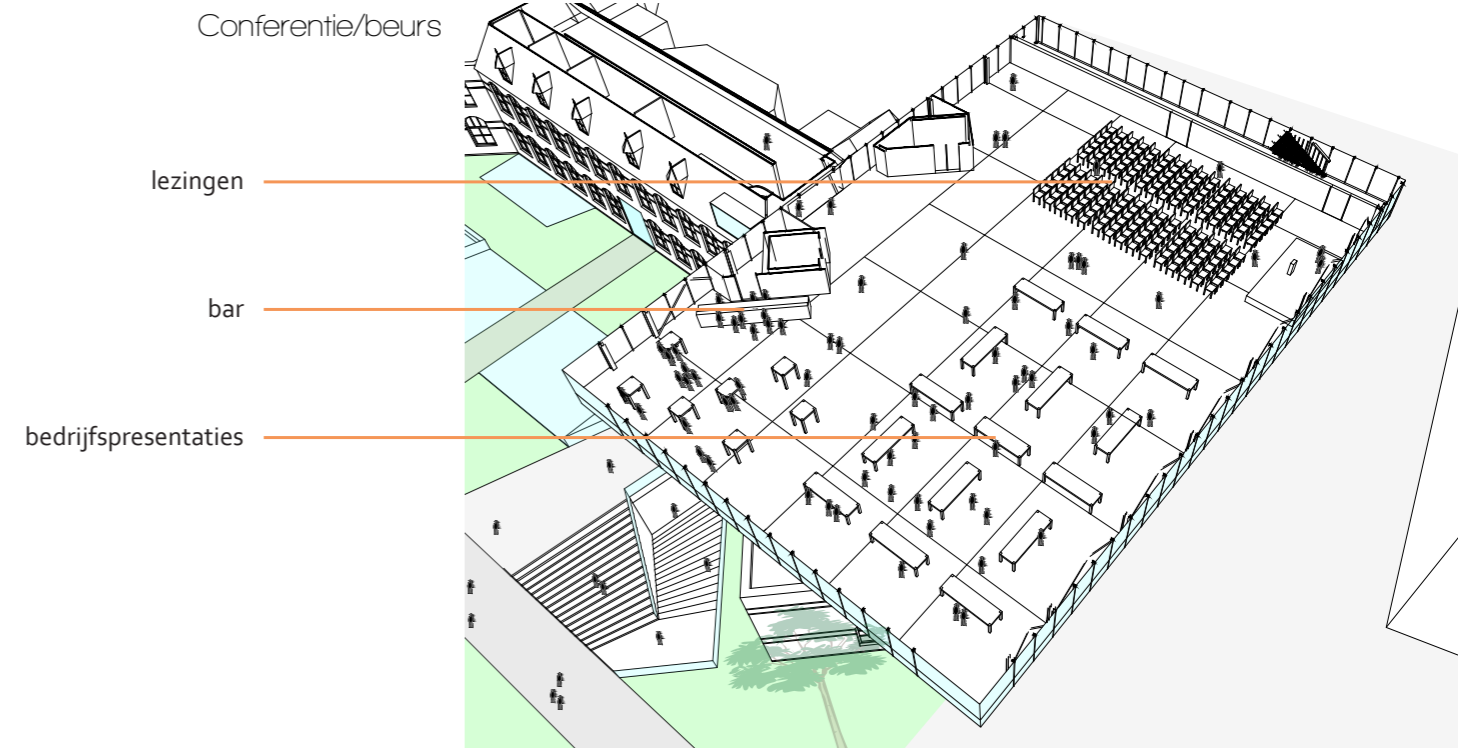 Conferentie/beurs
lezingen
bar
bedrijfspresentaties